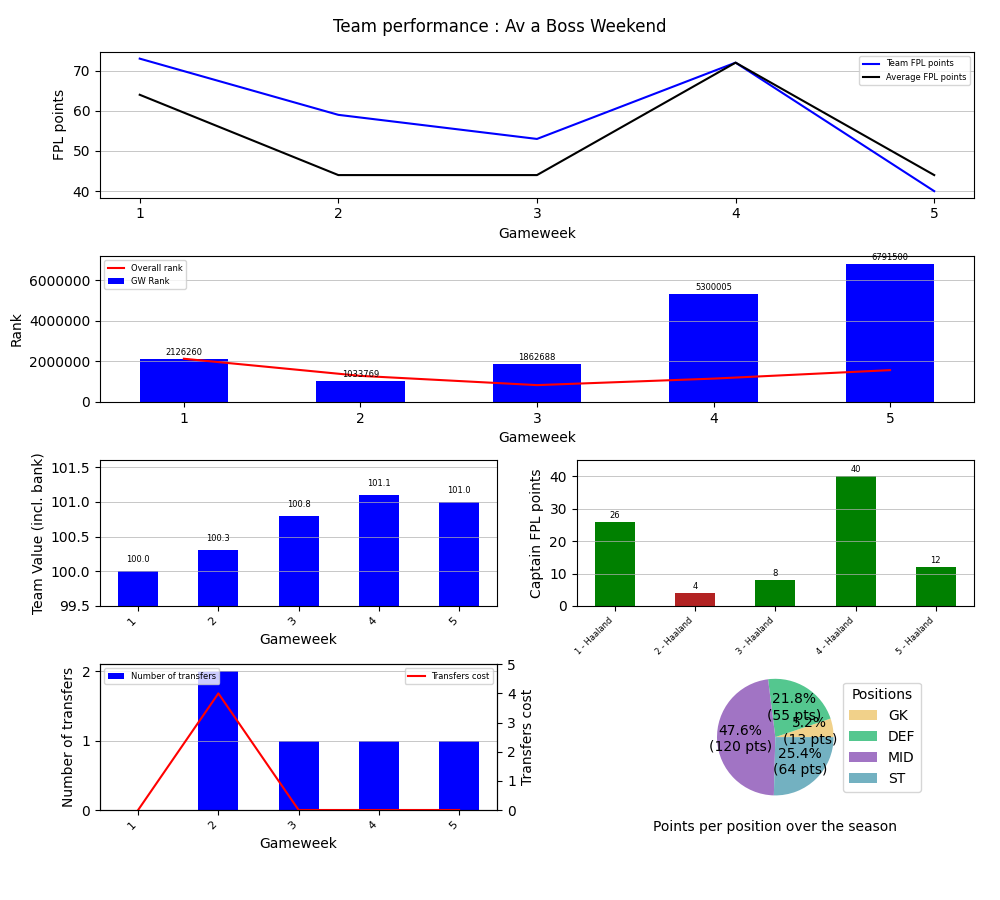 Team performance : Av a Boss Weekend
FPL points
70
60
50
40
Team FPL points
Average FPL points
1 2 3 4 5
Gameweek
Rank
6000000
4000000
2000000
0
Overall rank
GW Rank
2126260
1033769
1862688
5300005
6791500
1 2 3 4 5
Gameweek
Team Value (incl. bank)
101.5
101.0
100.5
100.0
99.5
100.0
100.3
100.8
101.1
101.0
1 2 3 4 5
Gameweek
Captain FPL points
40
30
20
10
0
26
4
8
40
12
1 - Haaland
2 - Haaland
3 - Haaland
4 - Haaland
5 - Haaland
Number of transfers
2
1
0
Number of transfers
Transfers cost
5
4
3
2
1
0
Transfers cost
1 2 3 4 5
Gameweek
21.8%
(55 pts)
5.2%
(13 pts)
47.6%
(120 pts)
25.4%
(64 pts)
Positions
GK
DEF
MID
ST
Points per position over the season